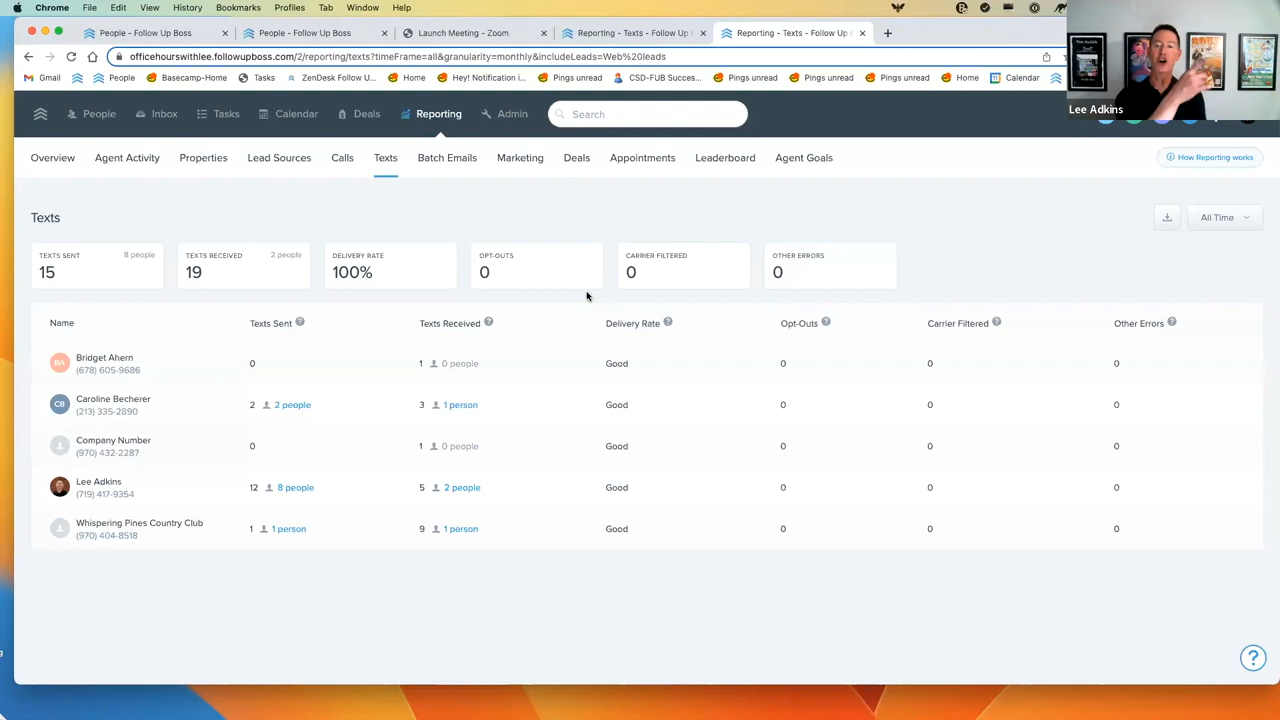 Chrome File Edit View History Bookmarks Profiles Tab Window Help
People - Follow Up Boss
People - Follow Up Boss
Launch Meeting - Zoom
Reporting - Texts - Follow Up
Reporting - Texts - Follow Up
officehourswithlee.followupboss.com/2/reporting/texts?timeFrame=all&granularity=monthly&includeLeads=Web%20leads
Gmail People Basecamp-Home Tasks ZenDesk Follow U... Home Hey! Notification i... CSD-FUB Succes... Pings unread Pings unread Pings unread Home Calendar
Lee Adkins
People Inbox Tasks Calendar Deals Reporting Admin Search
Overview Agent Activity Properties Lead Sources Calls Texts Batch Emails Marketing Deals Appointments Leaderboard Agent Goals How Reporting works
Texts
All Time
TEXTS SENT 8 people
15
TEXTS RECEIVED 2 people
19
DELIVERY RATE
100%
OPT-OUTS
0
CARRIER FILTERED
0
OTHER ERRORS
0
Name Texts Sent ? Texts Received ? Delivery Rate ? Opt-Outs ? Carrier Filtered ? Other Errors ?
BA Bridget Ahern 0 1 0 people Good 0 0 0
(678) 605-9686
CB Caroline Becherer 2 2 people 3 1 person Good 0 0 0
(213) 335-2890
Company Number 0 1 0 people Good 0 0 0
(970) 432-2287
Lee Adkins 12 8 people 5 2 people Good 0 0 0
(719) 417-9354
Whispering Pines Country Club 1 1 person 9 1 person Good 0 0 0
(970) 404-8518
?